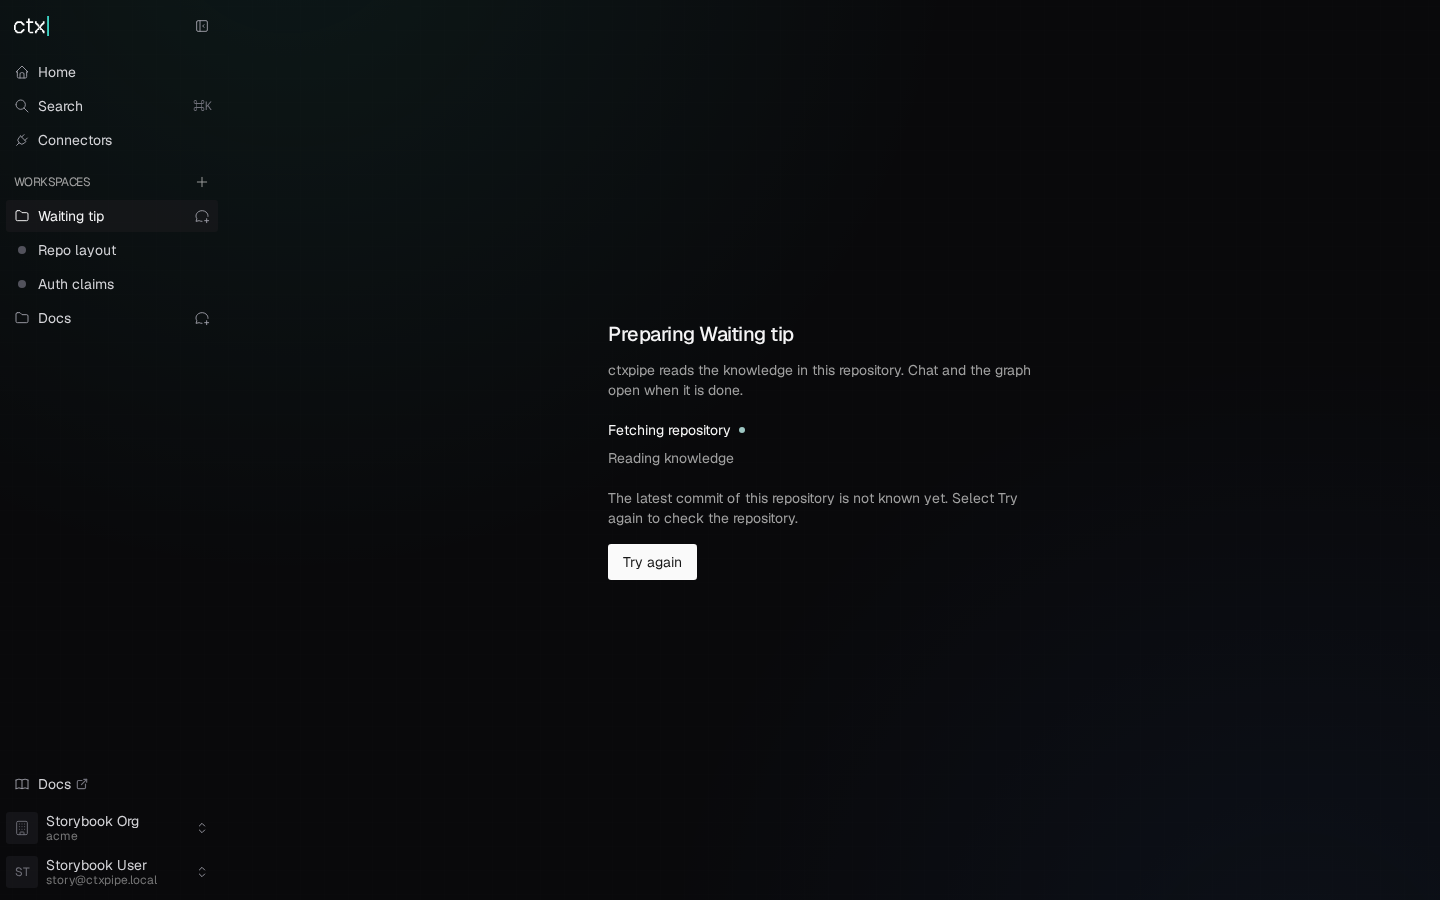 ctx
Home
Search ⌘K
Connectors
WORKSPACES
Waiting tip
Repo layout
Auth claims
Docs
Preparing Waiting tip
ctxpipe reads the knowledge in this repository. Chat and the graph
open when it is done.
Fetching repository
Reading knowledge
The latest commit of this repository is not known yet. Select Try
again to check the repository.
Try again
Docs
Storybook Org
acme
ST
Storybook User
story@ctxpipe.local